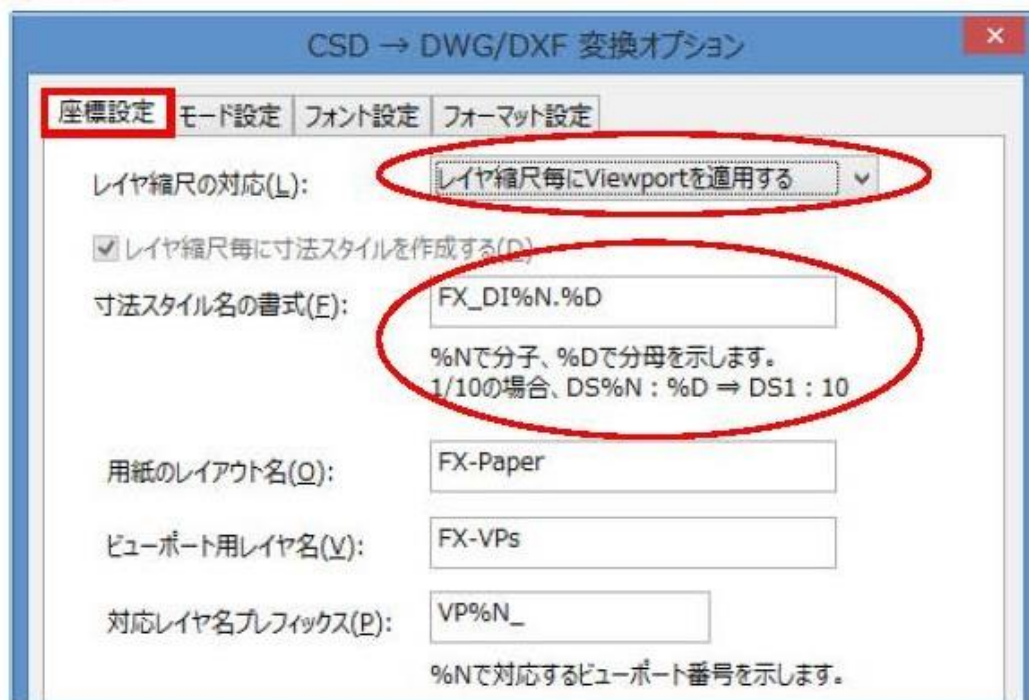 CSD → DWG/DXF 変換オプション
座標設定 モード設定 フォント設定 フォーマット設定
レイヤ縮尺の対応(L): レイヤ縮尺毎にViewportを適用する
レイヤ縮尺毎に寸法スタイルを作成する(D)
寸法スタイル名の書式(F): FX_DI%N.%D
%Nで分子、%Dで分母を示します。
1/10の場合、DS%N : %D ⇒ DS1 : 10
用紙のレイアウト名(O): FX-Paper
ビューポート用レイヤ名(V): FX-VPs
対応レイヤ名プレフィックス(P): VP%N_
%Nで対応するビューポート番号を示します。